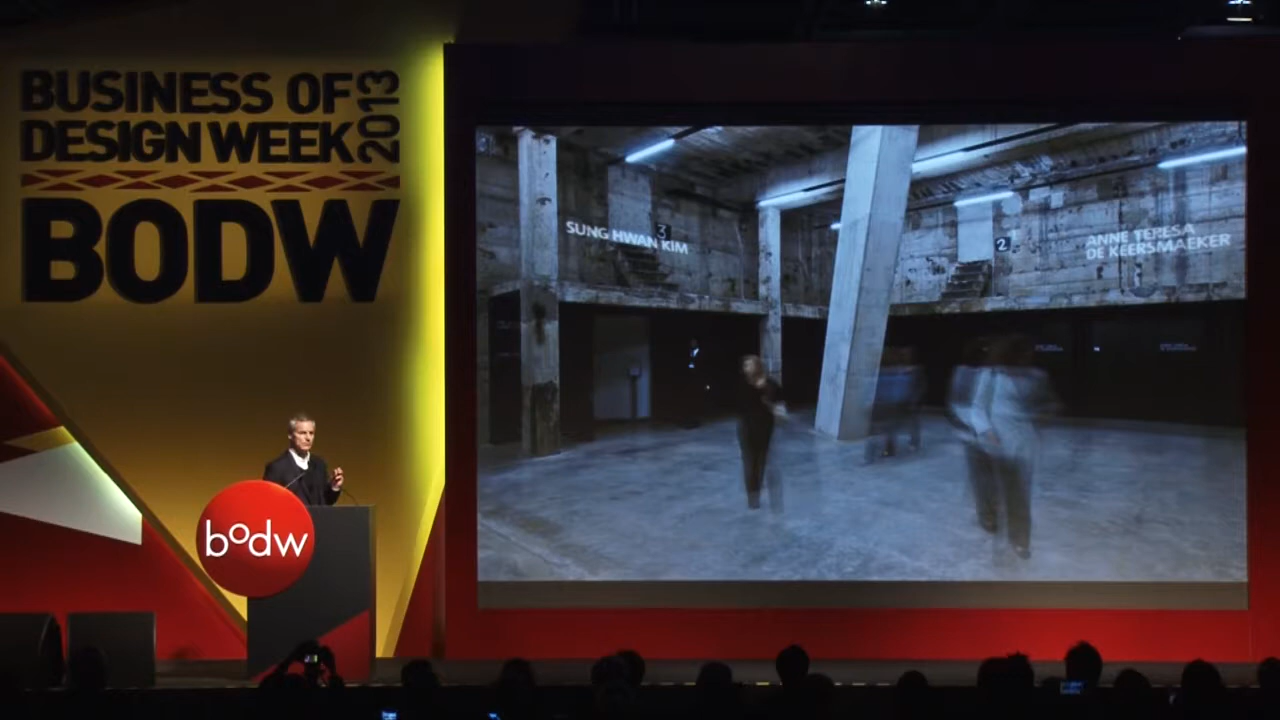 BUSINESS OF
DESIGN WEEK
2013
BODW
bodw
SUNG HWAN KIM
3
2
ANNE TERESA
DE KEERSMAEKER